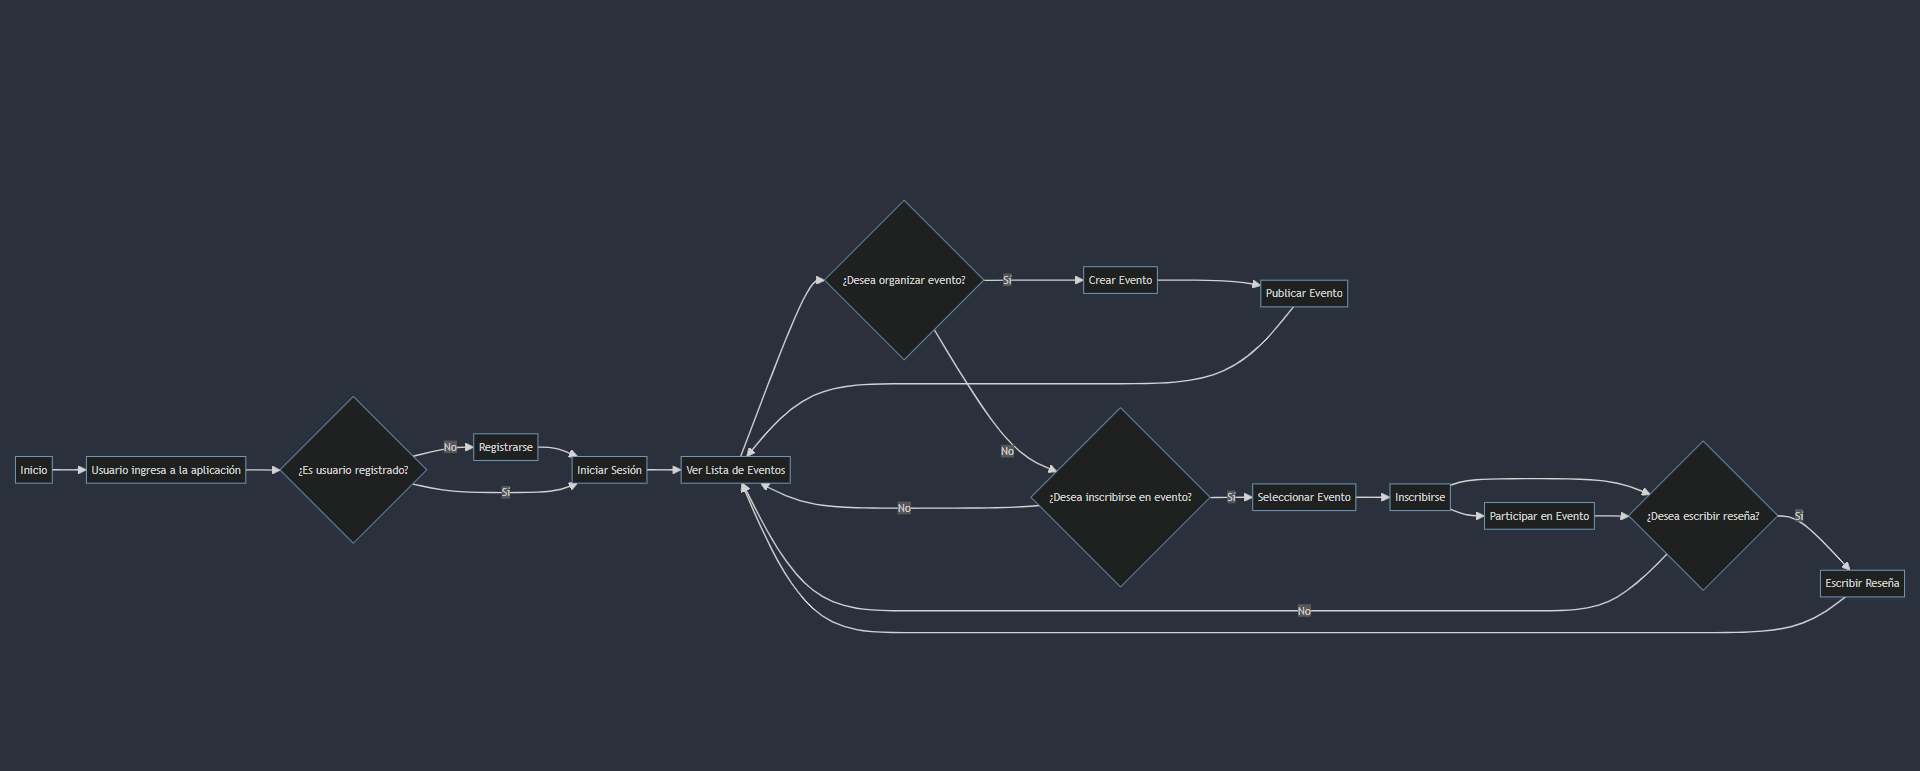 Inicio
Usuario ingresa a la aplicación
¿Es usuario registrado?
No
Registrarse
Sí
Iniciar Sesión
Ver Lista de Eventos
¿Desea organizar evento?
Sí
Crear Evento
Publicar Evento
No
¿Desea inscribirse en evento?
No
Sí
Seleccionar Evento
Inscribirse
Participar en Evento
¿Desea escribir reseña?
Sí
Escribir Reseña
No